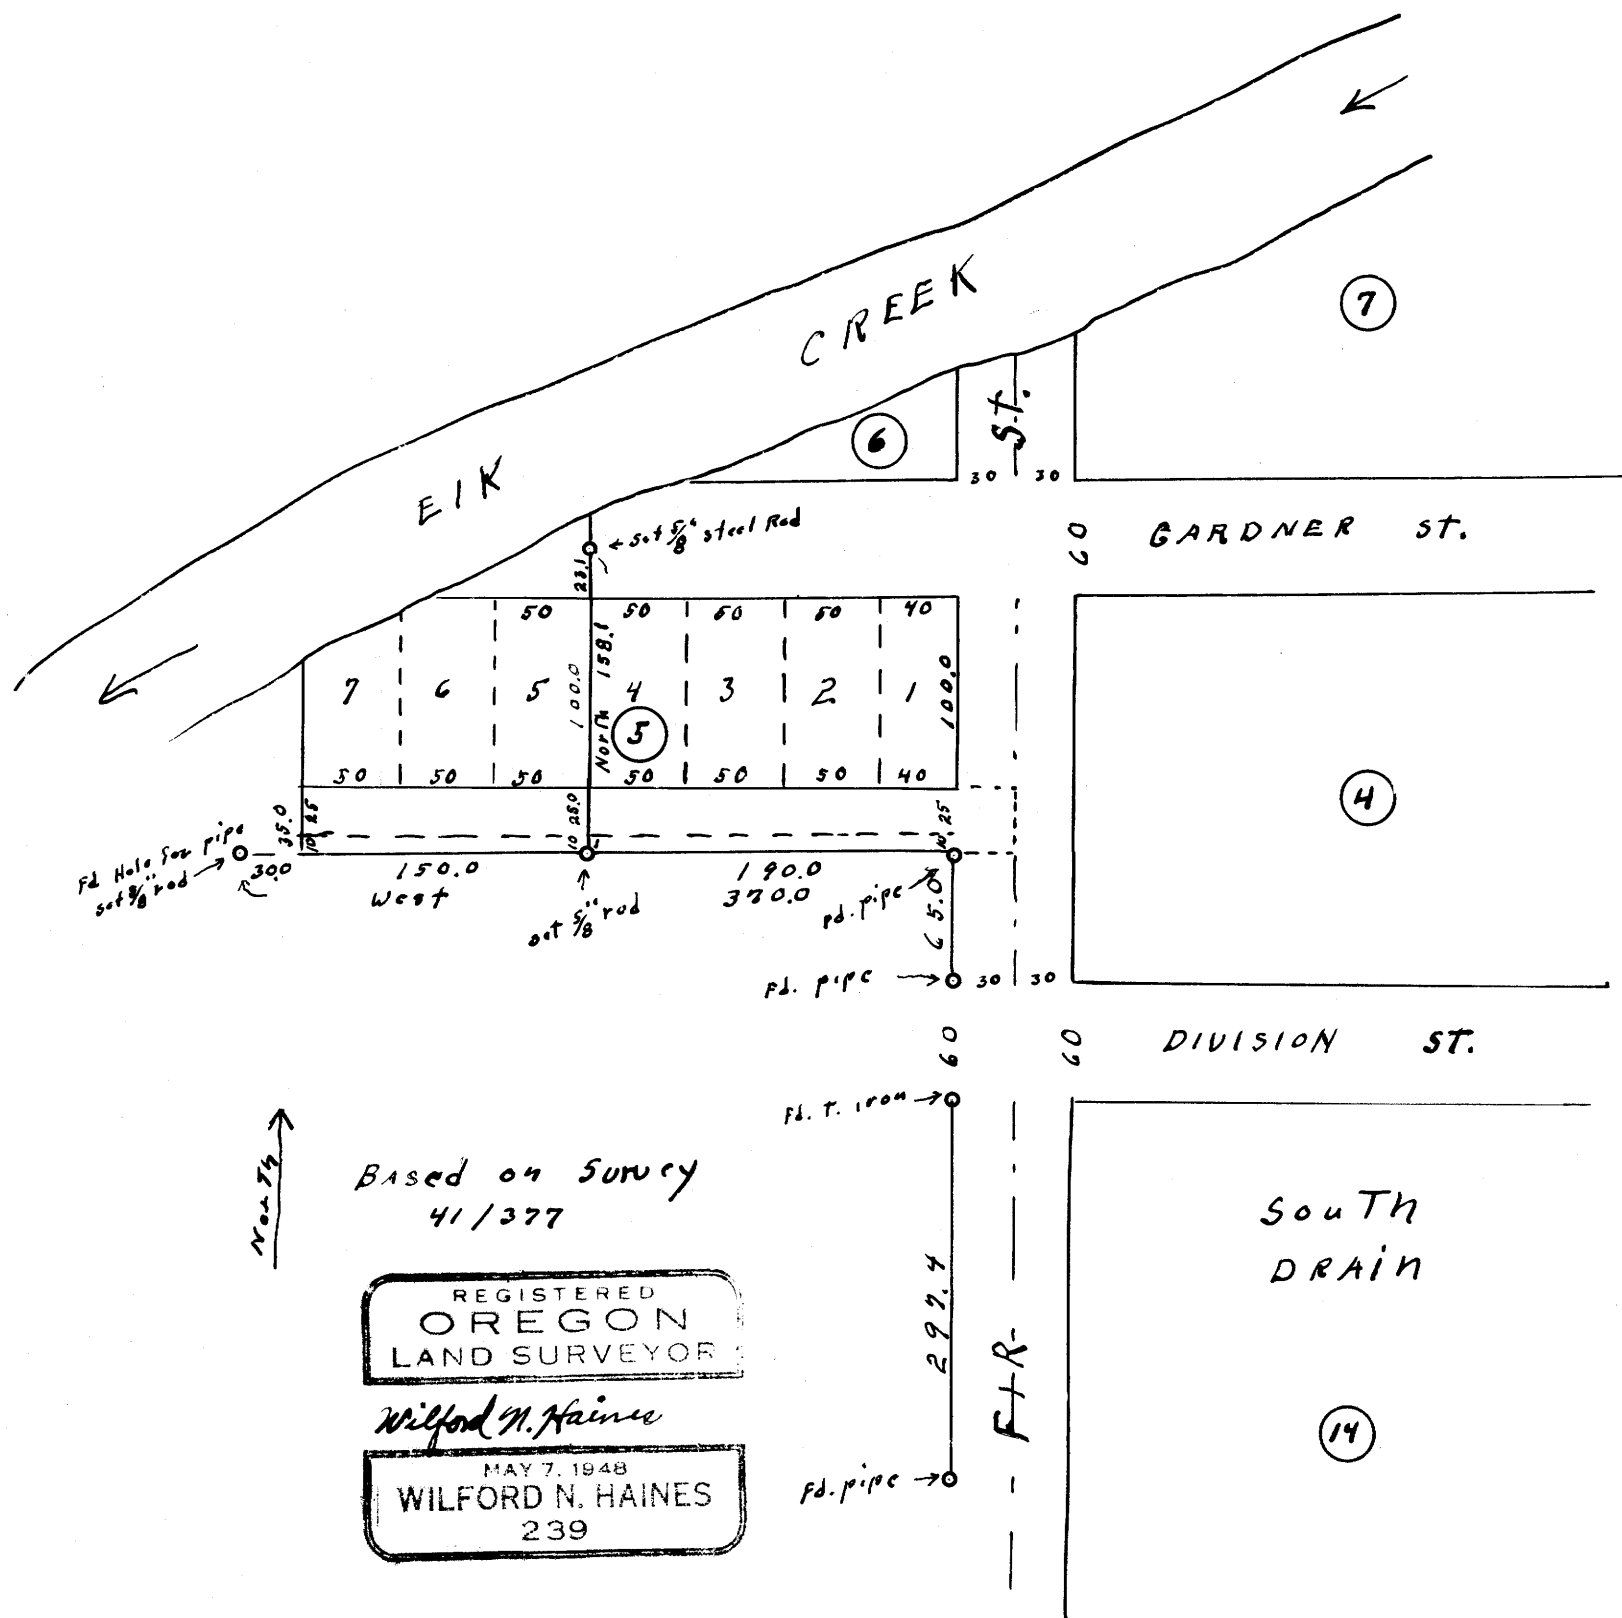 CREEK
7
St.
6
30 30
EIK
← set 5/8" steel Rod
60
GARDNER ST.
23.1
50 50 50 50 40
North 158.1
100.0
100.0
7 6 5 4 3 2 1
5
50 50 50 50 50 50 40
4
35.0
10 25
10 25.0
10 25
Fd Hole for pipe
set 5/8" rod
30.0
150.0
West
190.0
370.0
set 5/8" rod
Fd. pipe
65.0
Fd. pipe →
30 30
60
60
DIVISION ST.
Fd. T. iron →
North
Based on Survey
41/377
South
DRAin
297.4
FIR
REGISTERED
OREGON
LAND SURVEYOR
Wilford N. Haines
MAY 7, 1948
WILFORD N. HAINES
239
Fd. pipe →
14